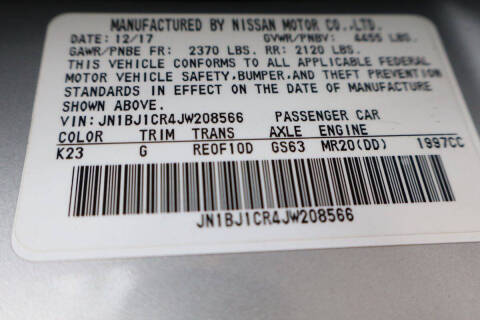 MANUFACTURED BY NISSAN MOTOR CO.,LTD.
DATE: 12/17 GVWR/PNBV: 4455 LBS.
GAWR/PNBE FR: 2370 LBS. RR: 2120 LBS.
THIS VEHICLE CONFORMS TO ALL APPLICABLE FEDERAL
MOTOR VEHICLE SAFETY,BUMPER,AND THEFT PREVENTION
STANDARDS IN EFFECT ON THE DATE OF MANUFACTURE
SHOWN ABOVE.
VIN: JN1BJ1CR4JW208566 PASSENGER CAR
COLOR TRIM TRANS AXLE ENGINE
K23 G RE0F10D GS63 MR20(DD) 1997CC
JN1BJ1CR4JW208566